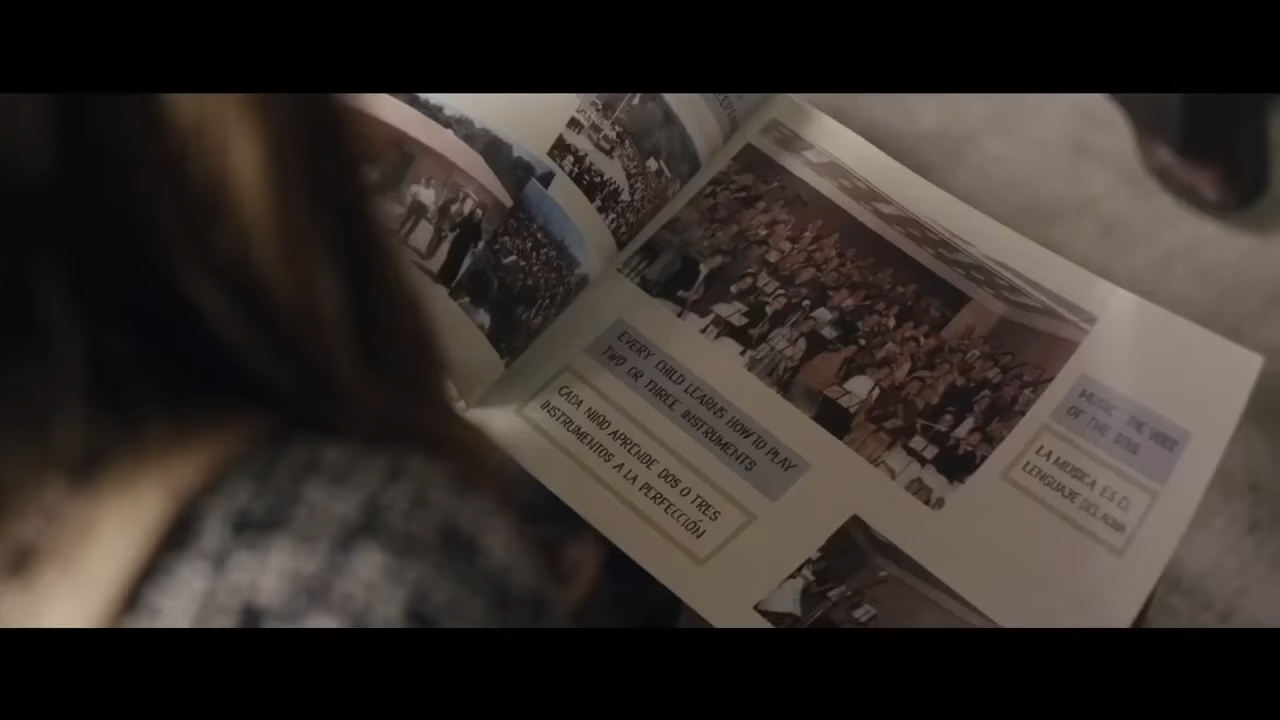 EVERY CHILD LEARNS HOW TO PLAY
TWO OR THREE INSTRUMENTS
CADA NIÑO APRENDE DOS O TRES
INSTRUMENTOS A LA PERFECCIÓN
MUSIC THE VOICE
OF THE SOUL
LA MÚSICA ES EL
LENGUAJE DEL ALMA